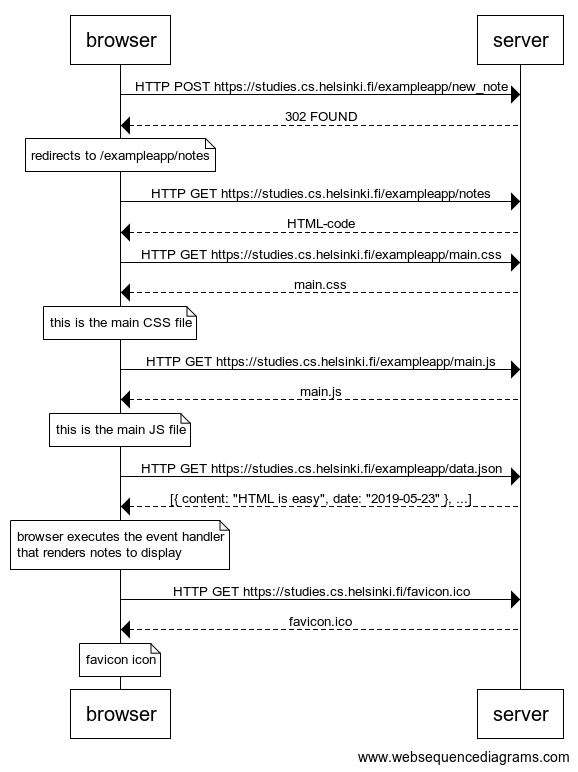 browser
server
HTTP POST https://studies.cs.helsinki.fi/exampleapp/new_note
302 FOUND
redirects to /exampleapp/notes
HTTP GET https://studies.cs.helsinki.fi/exampleapp/notes
HTML-code
HTTP GET https://studies.cs.helsinki.fi/exampleapp/main.css
main.css
this is the main CSS file
HTTP GET https://studies.cs.helsinki.fi/exampleapp/main.js
main.js
this is the main JS file
HTTP GET https://studies.cs.helsinki.fi/exampleapp/data.json
[{ content: "HTML is easy", date: "2019-05-23" }, ...]
browser executes the event handler
that renders notes to display
HTTP GET https://studies.cs.helsinki.fi/favicon.ico
favicon.ico
favicon icon
browser
server
www.websequencediagrams.com